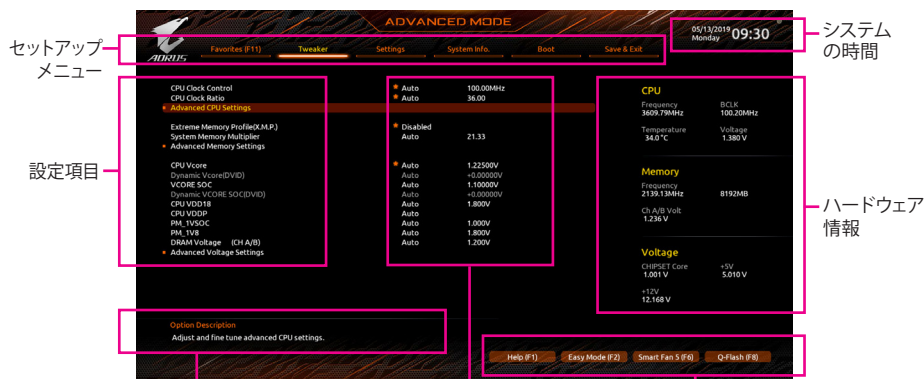 ADVANCED MODE
05/13/2019
Monday
09:30
システム
の時間
セットアップ
メニュー
AORUS
Favorites (F11)
Tweaker
Settings
System Info.
Boot
Save & Exit
設定項目
CPU Clock Control Auto 100.00MHz
CPU Clock Ratio Auto 36.00
Advanced CPU Settings
Extreme Memory Profile(X.M.P.) Disabled
System Memory Multiplier Auto 21.33
Advanced Memory Settings
CPU Vcore Auto 1.22500V
Dynamic Vcore(DVID) Auto +0.00000V
VCORE SOC Auto 1.10000V
Dynamic VCORE SOC(DVID) Auto +0.00000V
CPU VDD18 Auto 1.800V
CPU VDDP Auto
PM_1VSOC Auto 1.000V
PM_1V8 Auto 1.800V
DRAM Voltage (CH A/B) Auto 1.200V
Advanced Voltage Settings
CPU
Frequency BCLK
3609.79MHz 100.20MHz
Temperature Voltage
34.0 °C 1.380 V
Memory
Frequency
2139.13MHz 8192MB
Ch A/B Volt
1.236 V
Voltage
CHIPSET Core +5V
1.001 V 5.010 V
+12V
12.168 V
ハードウェア
情報
Option Description
Adjust and fine tune advanced CPU settings.
Help (F1)
Easy Mode (F2)
Smart Fan 5 (F6)
Q-Flash (F8)